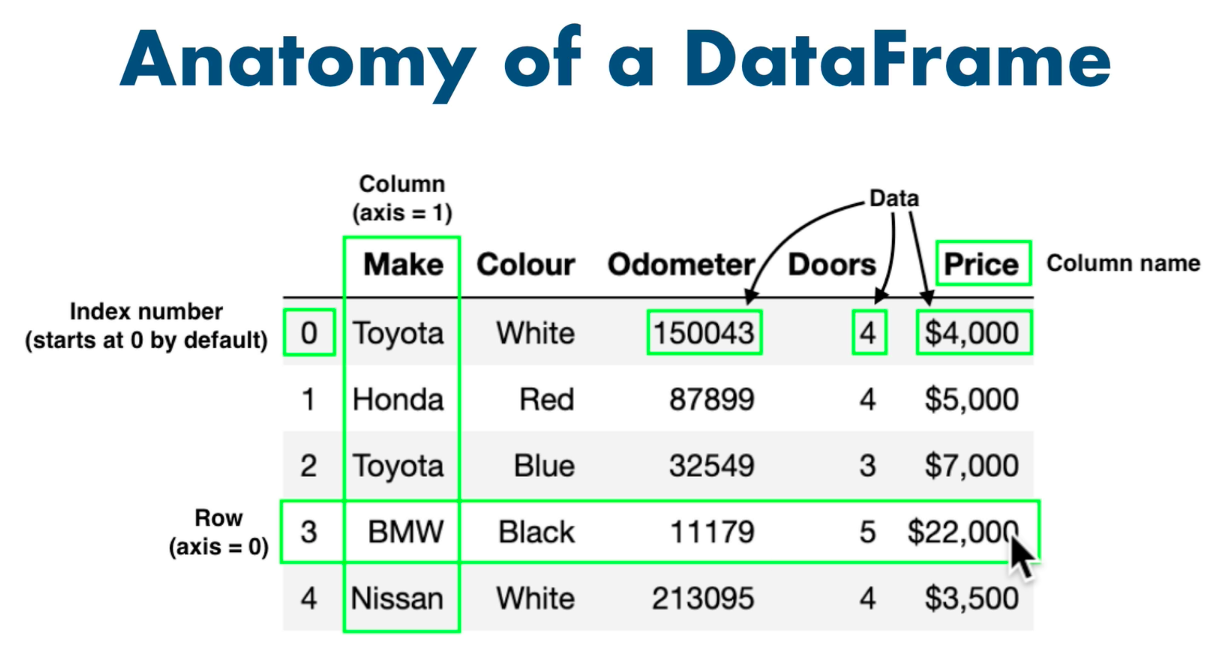 Anatomy of a DataFrame
Column
(axis = 1)
Data
Make Colour Odometer Doors Price Column name
Index number
(starts at 0 by default)
0 Toyota White 150043 4 $4,000
1 Honda Red 87899 4 $5,000
2 Toyota Blue 32549 3 $7,000
Row
(axis = 0)
3 BMW Black 11179 5 $22,000
4 Nissan White 213095 4 $3,500